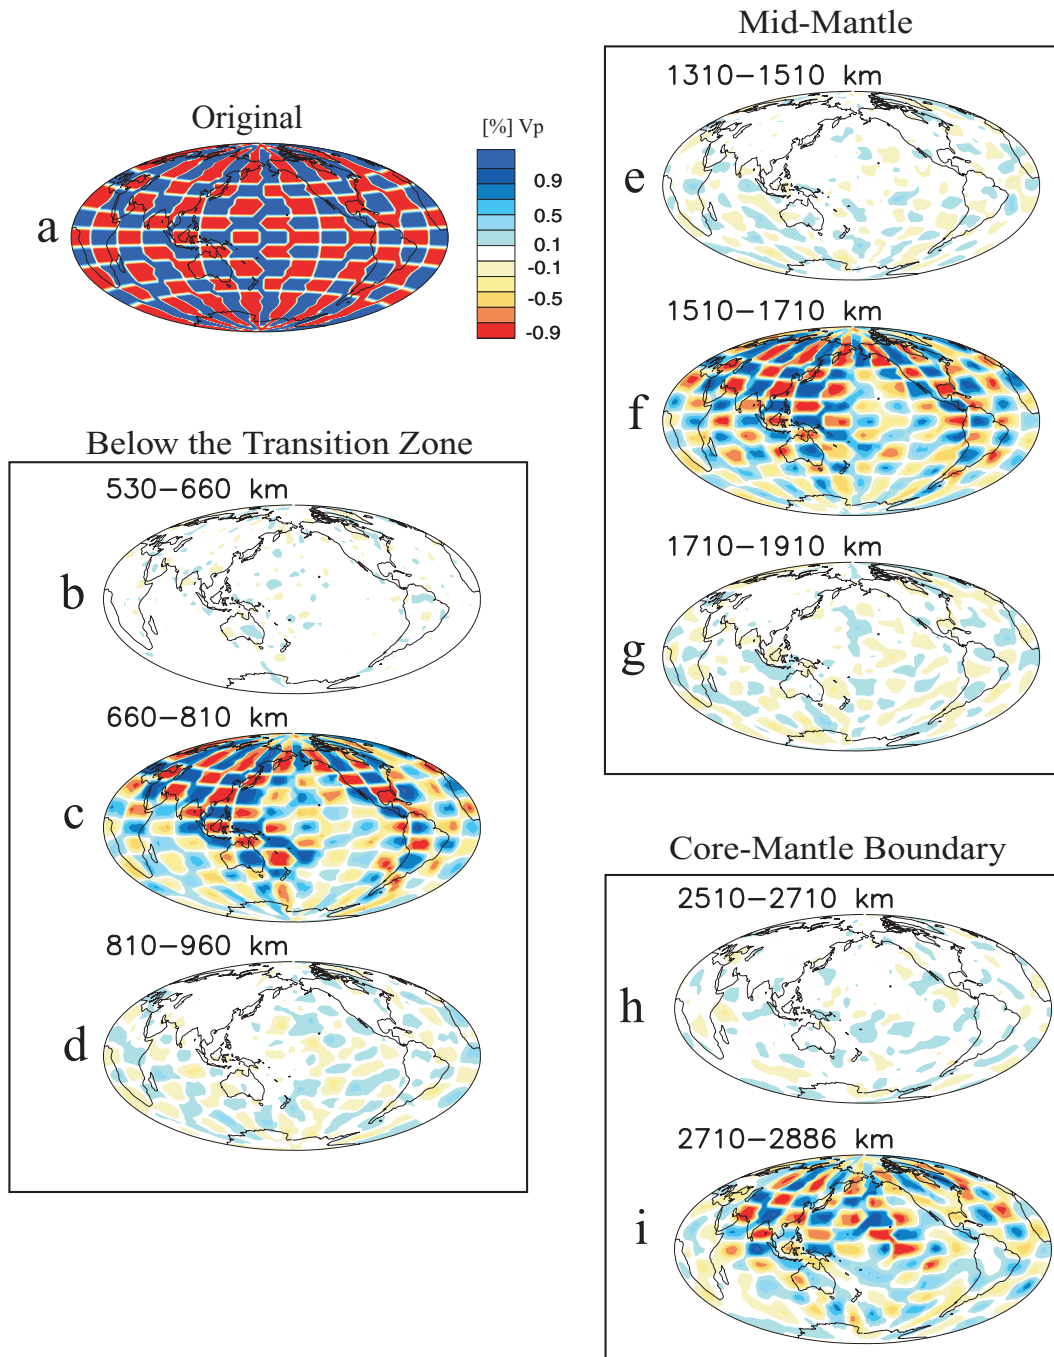 Original
[%] Vp
0.9
0.5
0.1
-0.1
-0.5
-0.9
a
Below the Transition Zone
530-660 km
b
660-810 km
c
810-960 km
d
Mid-Mantle
1310-1510 km
e
1510-1710 km
f
1710-1910 km
g
Core-Mantle Boundary
2510-2710 km
h
2710-2886 km
i